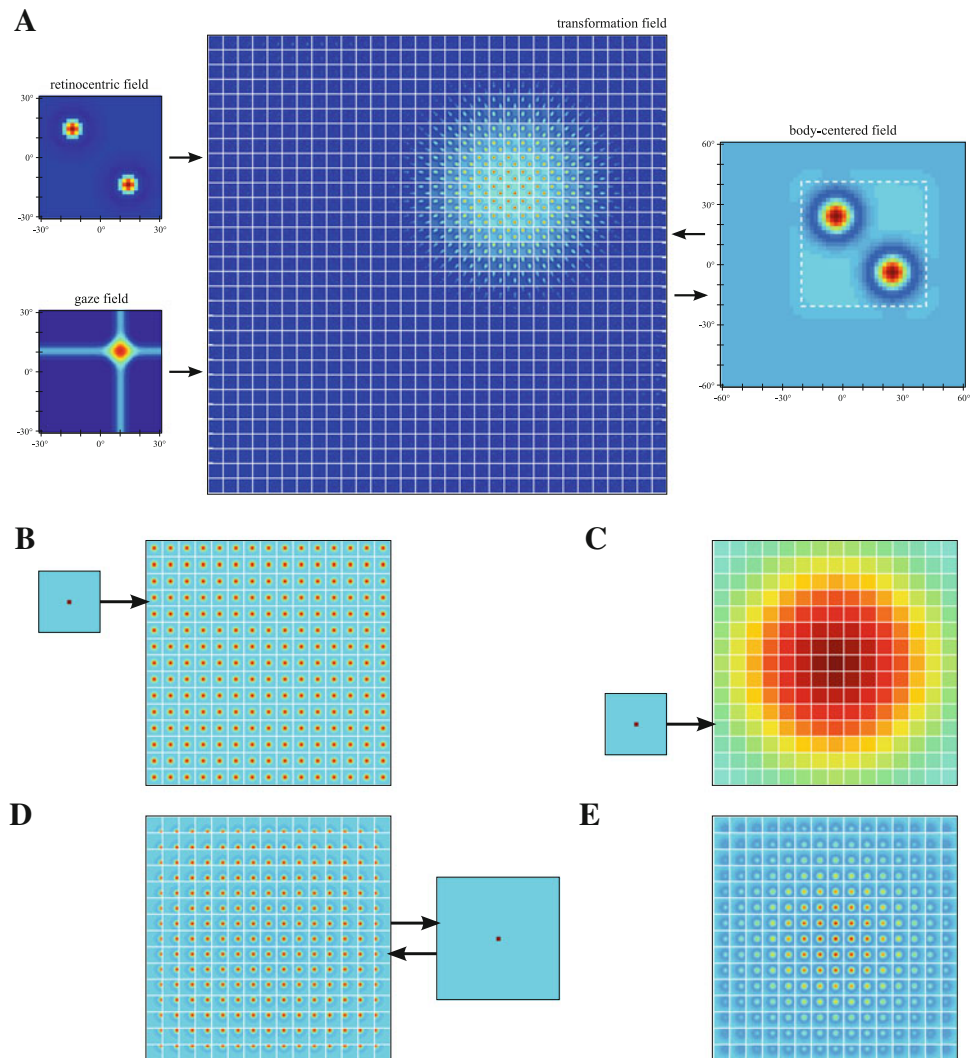 A
transformation field
retinocentric field
30°
0°
-30°
-30° 0° 30°
gaze field
30°
0°
-30°
-30° 0° 30°
body-centered field
60°
30°
0°
-30°
-60°
-60° -30° 0° 30° 60°
B
C
D
E